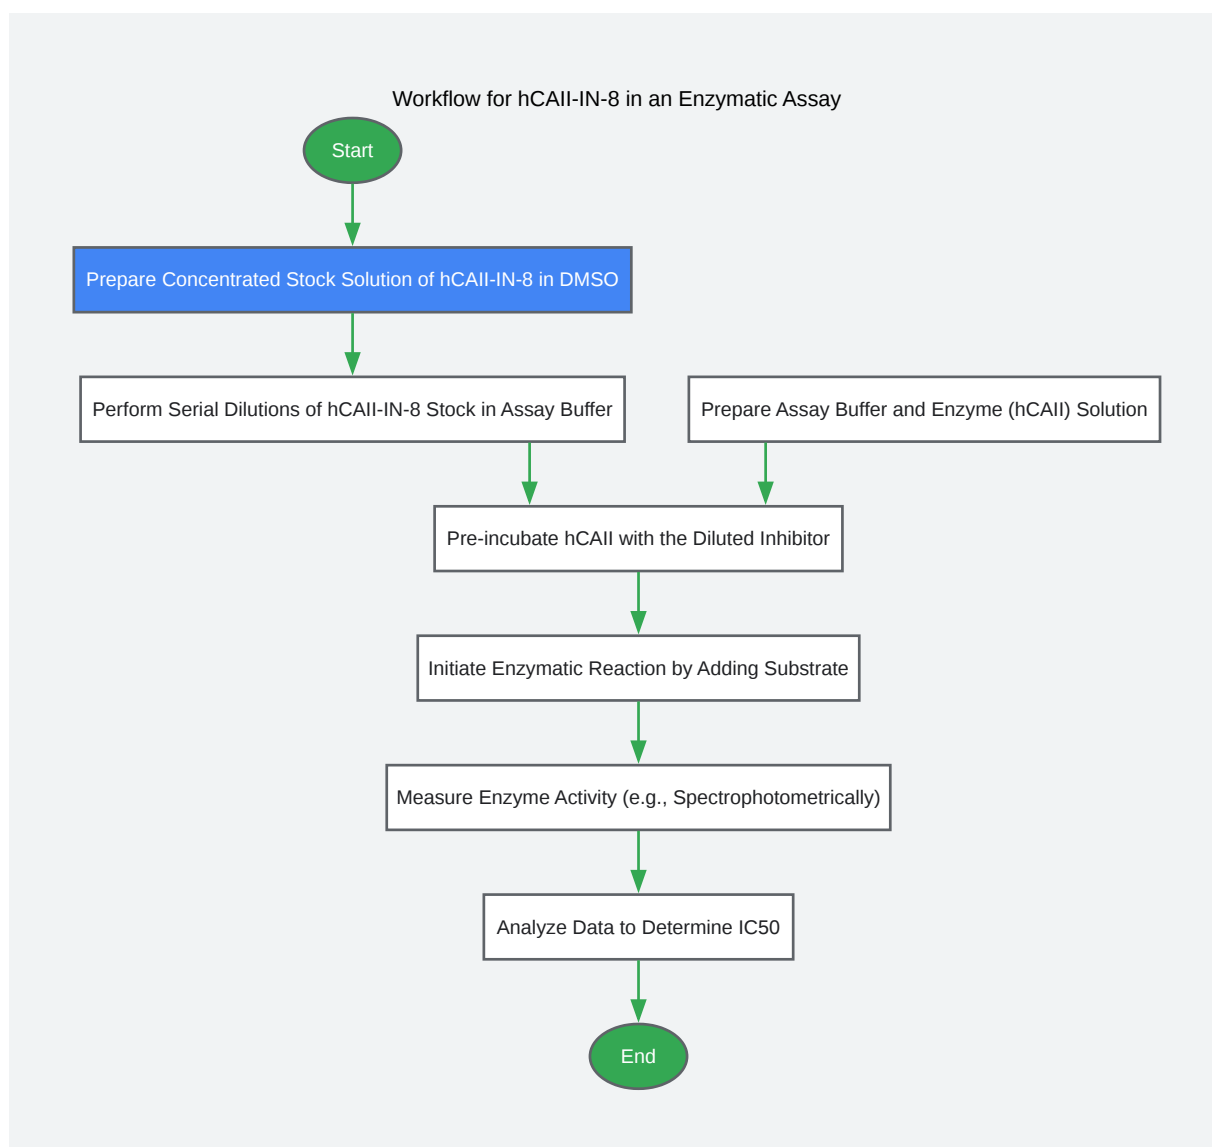 Workflow for hCAII-IN-8 in an Enzymatic Assay
Start
Prepare Concentrated Stock Solution of hCAII-IN-8 in DMSO
Perform Serial Dilutions of hCAII-IN-8 Stock in Assay Buffer
Prepare Assay Buffer and Enzyme (hCAII) Solution
Pre-incubate hCAII with the Diluted Inhibitor
Initiate Enzymatic Reaction by Adding Substrate
Measure Enzyme Activity (e.g., Spectrophotometrically)
Analyze Data to Determine IC50
End